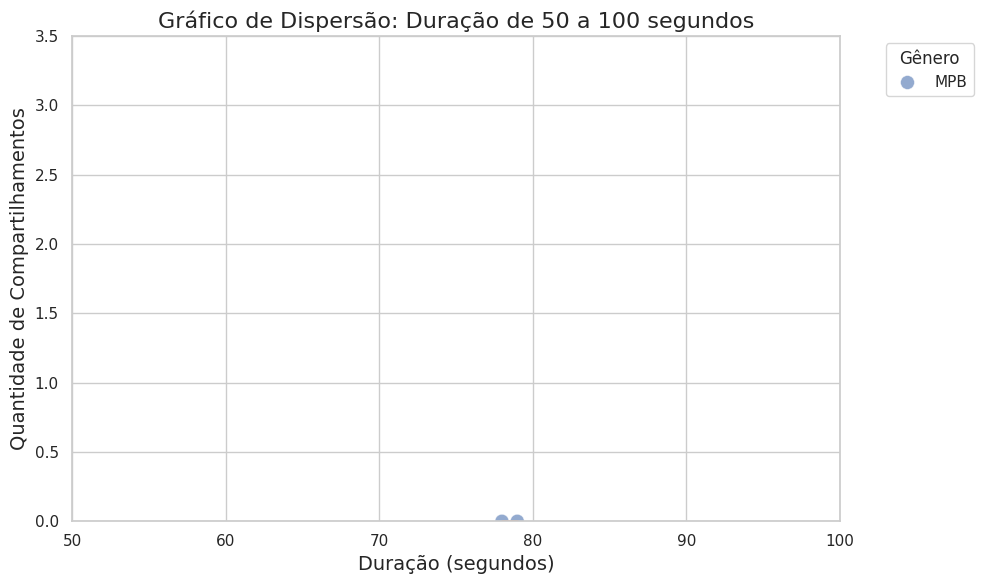 Gráfico de Dispersão: Duração de 50 a 100 segundos
Gênero
MPB
Quantidade de Compartilhamentos
3.5
3.0
2.5
2.0
1.5
1.0
0.5
0.0
50 60 70 80 90 100
Duração (segundos)